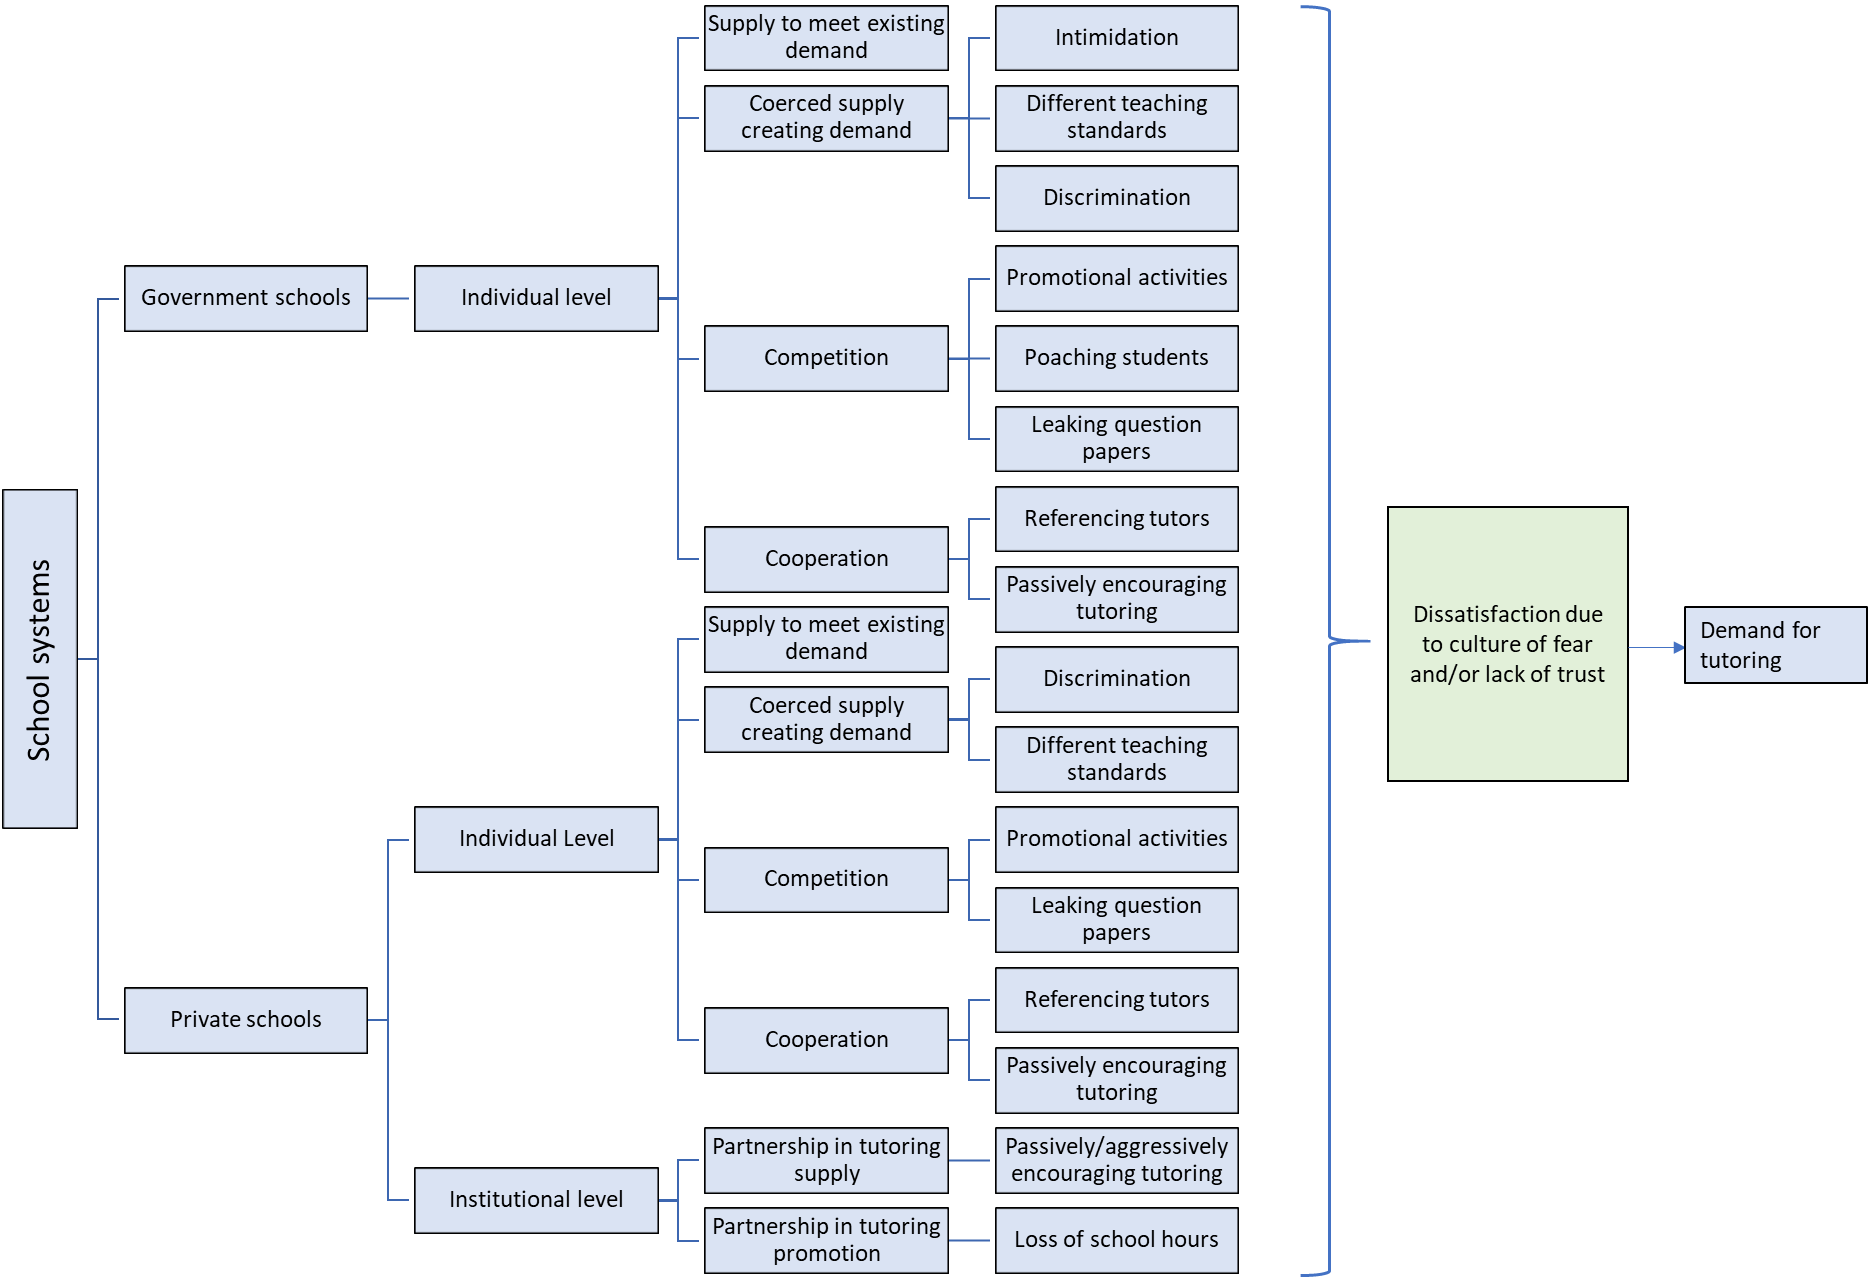 School systems
Government schools
Individual level
Supply to meet existing
demand
Coerced supply
creating demand
Intimidation
Different teaching
standards
Discrimination
Competition
Promotional activities
Poaching students
Leaking question
papers
Cooperation
Referencing tutors
Passively encouraging
tutoring
Private schools
Individual Level
Supply to meet existing
demand
Coerced supply
creating demand
Discrimination
Different teaching
standards
Competition
Promotional activities
Leaking question
papers
Cooperation
Referencing tutors
Passively encouraging
tutoring
Institutional level
Partnership in tutoring
supply
Passively/aggressively
encouraging tutoring
Partnership in tutoring
promotion
Loss of school hours
Dissatisfaction due
to culture of fear
and/or lack of trust
Demand for
tutoring